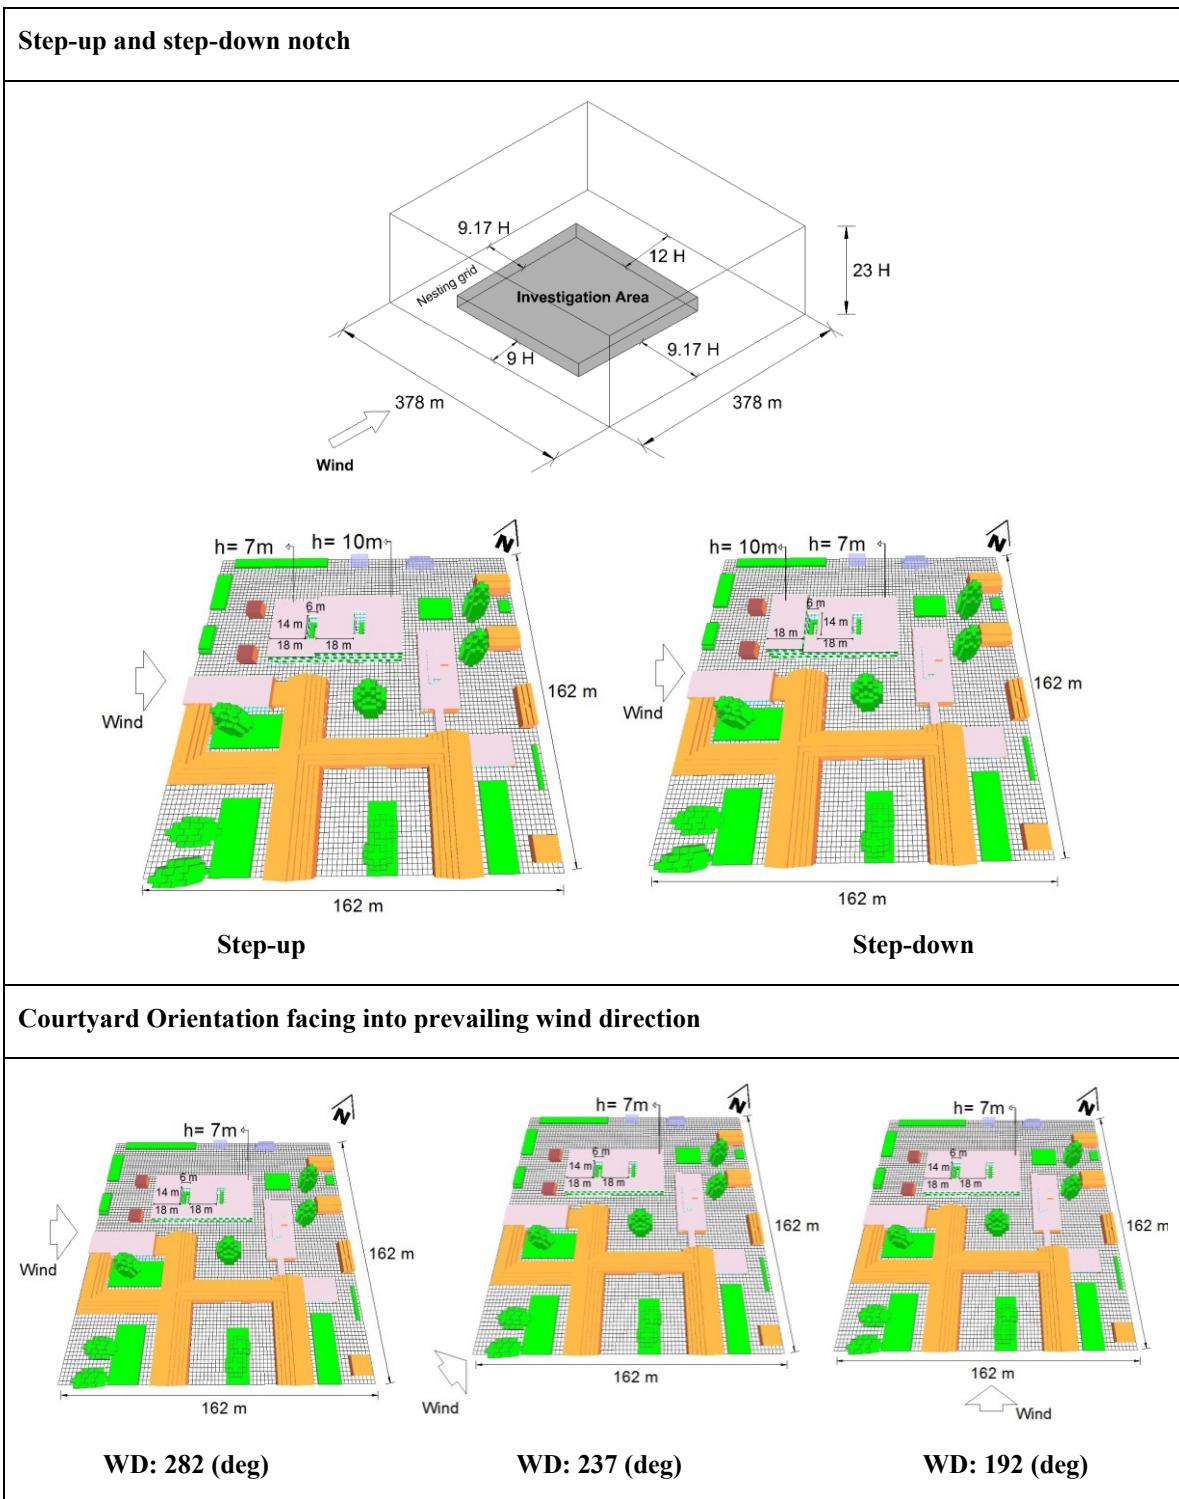 Step-up and step-down notch
9.17 H
12 H
23 H
Nesting grid
Investigation Area
9 H
9.17 H
378 m
378 m
Wind
h= 7m
h= 10m
N
6 m
14 m
18 m
18 m
Wind
162 m
162 m
h= 10m
h= 7m
N
6 m
14 m
18 m
18 m
Wind
162 m
162 m
Step-up
Step-down
Courtyard Orientation facing into prevailing wind direction
h= 7m
N
6 m
14 m
18 m
18 m
Wind
162 m
162 m
h= 7m
N
6 m
14 m
18 m
18 m
162 m
162 m
Wind
h= 7m
N
6 m
14 m
18 m
18 m
162 m
162 m
Wind
WD: 282 (deg)
WD: 237 (deg)
WD: 192 (deg)